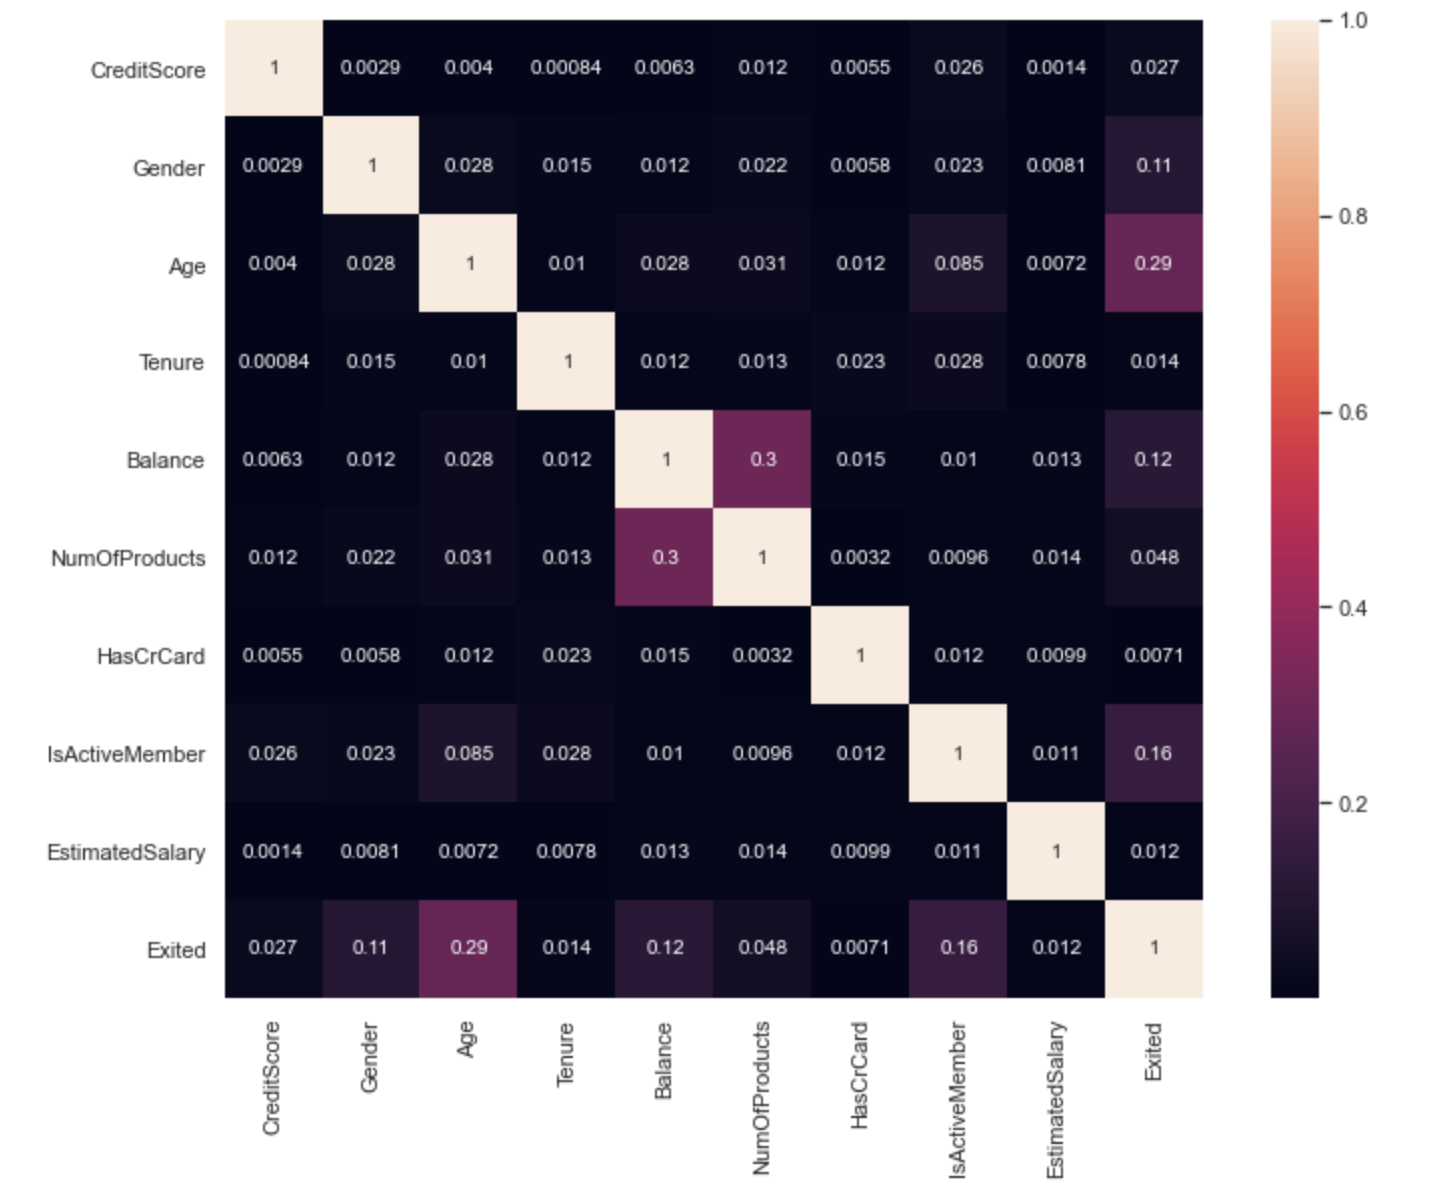 CreditScore 1 0.0029 0.004 0.00084 0.0063 0.012 0.0055 0.026 0.0014 0.027
Gender 0.0029 1 0.028 0.015 0.012 0.022 0.0058 0.023 0.0081 0.11
Age 0.004 0.028 1 0.01 0.028 0.031 0.012 0.085 0.0072 0.29
Tenure 0.00084 0.015 0.01 1 0.012 0.013 0.023 0.028 0.0078 0.014
Balance 0.0063 0.012 0.028 0.012 1 0.3 0.015 0.01 0.013 0.12
NumOfProducts 0.012 0.022 0.031 0.013 0.3 1 0.0032 0.0096 0.014 0.048
HasCrCard 0.0055 0.0058 0.012 0.023 0.015 0.0032 1 0.012 0.0099 0.0071
IsActiveMember 0.026 0.023 0.085 0.028 0.01 0.0096 0.012 1 0.011 0.16
EstimatedSalary 0.0014 0.0081 0.0072 0.0078 0.013 0.014 0.0099 0.011 1 0.012
Exited 0.027 0.11 0.29 0.014 0.12 0.048 0.0071 0.16 0.012 1
CreditScore Gender Age Tenure Balance NumOfProducts HasCrCard IsActiveMember EstimatedSalary Exited
1.0
0.8
0.6
0.4
0.2